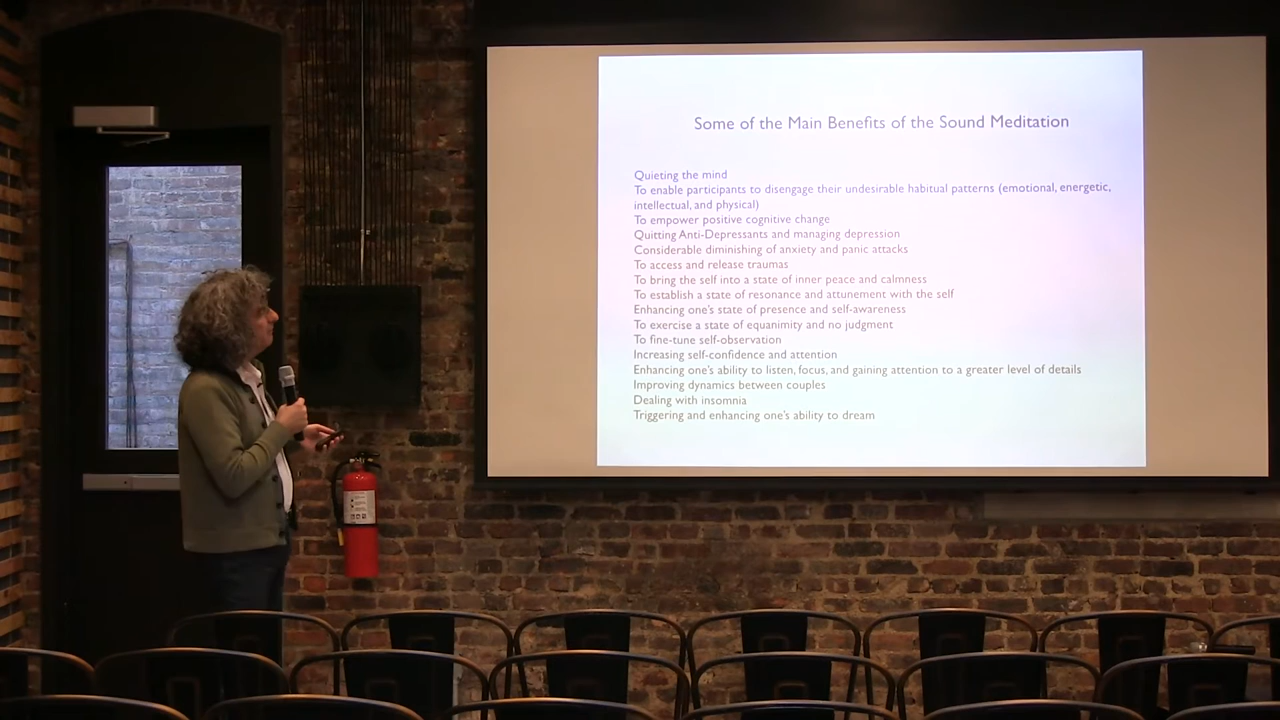 Some of the Main Benefits of the Sound Meditation
Quieting the mind
To enable participants to disengage their undesirable habitual patterns (emotional, energetic,
intellectual, and physical)
To empower positive cognitive change
Quitting Anti-Depressants and managing depression
Considerable diminishing of anxiety and panic attacks
To access and release traumas
To bring the self into a state of inner peace and calmness
To establish a state of resonance and attunement with the self
Enhancing one's state of presence and self-awareness
To exercise a state of equanimity and no judgment
To fine-tune self-observation
Increasing self-confidence and attention
Enhancing one's ability to listen, focus, and gaining attention to a greater level of details
Improving dynamics between couples
Dealing with insomnia
Triggering and enhancing one's ability to dream